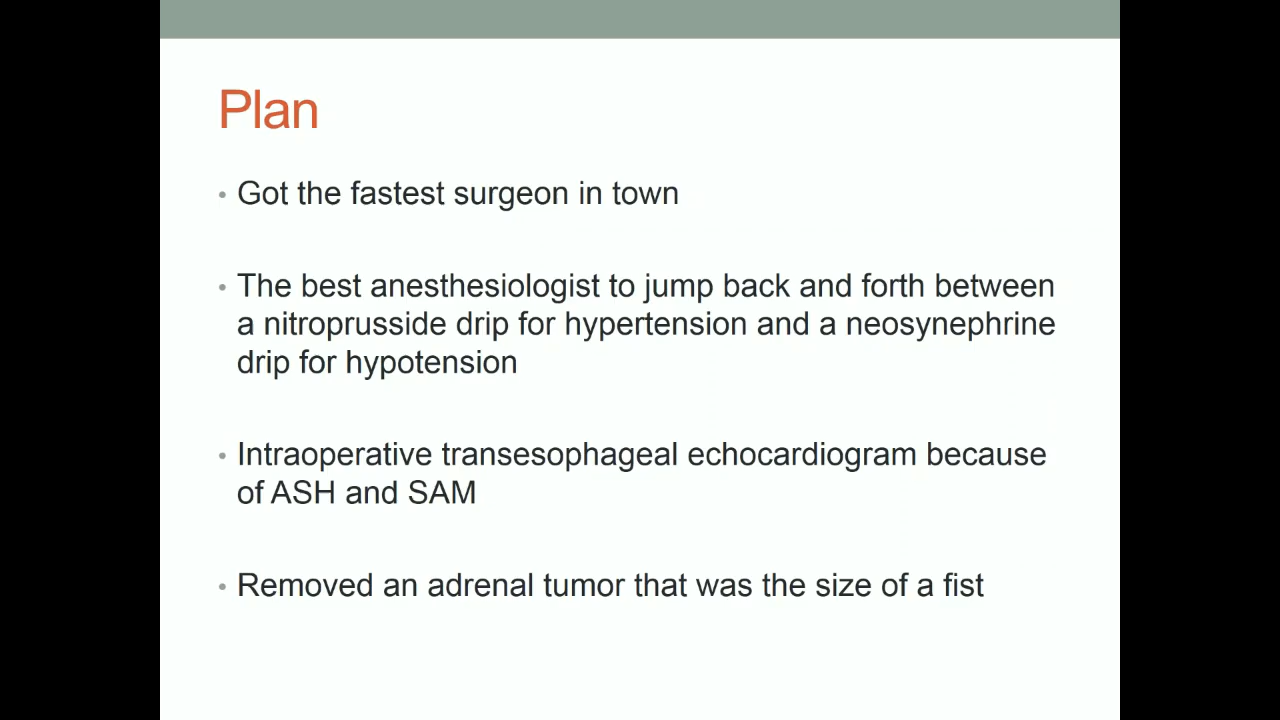 Plan
• Got the fastest surgeon in town
• The best anesthesiologist to jump back and forth between
a nitroprusside drip for hypertension and a neosynephrine
drip for hypotension
• Intraoperative transesophageal echocardiogram because
of ASH and SAM
• Removed an adrenal tumor that was the size of a fist